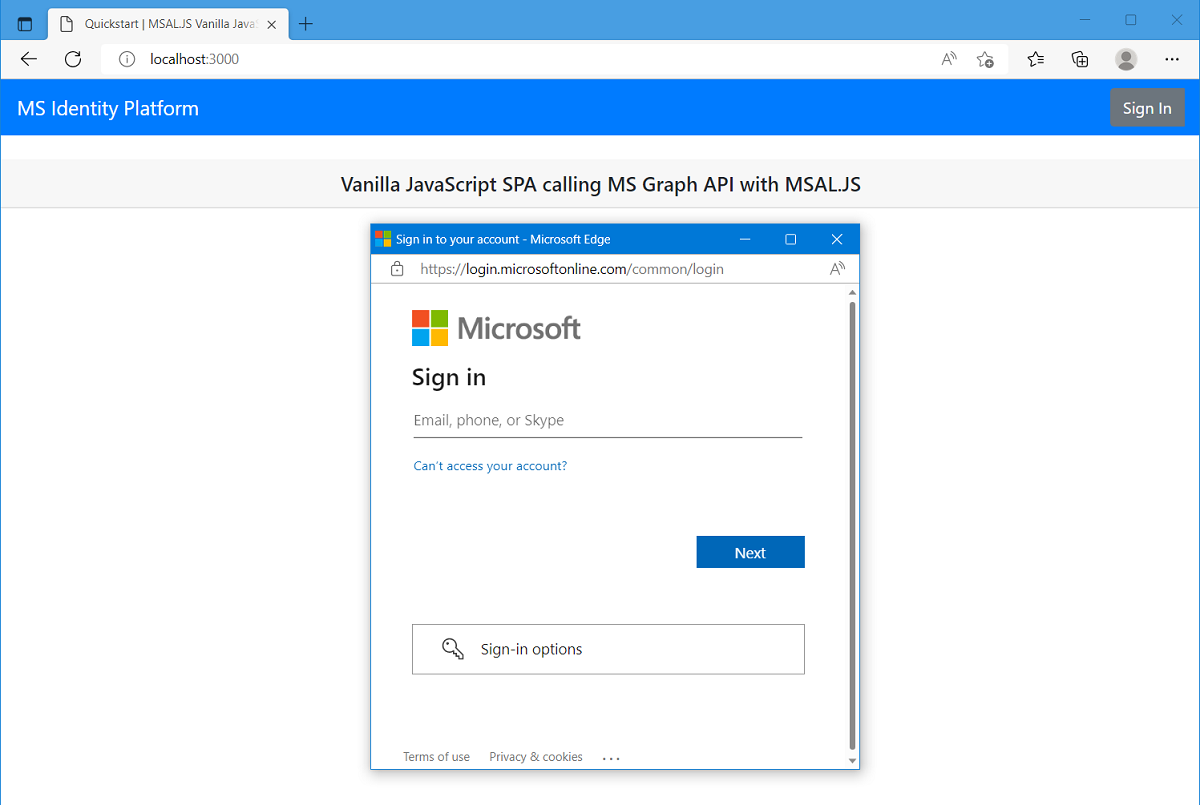 Quickstart | MSAL.JS Vanilla Java
localhost:3000
MS Identity Platform
Sign In
Vanilla JavaScript SPA calling MS Graph API with MSAL.JS
Sign in to your account - Microsoft Edge
https://login.microsoftonline.com/common/login
Microsoft
Sign in
Email, phone, or Skype
Can't access your account?
Next
Sign-in options
Terms of use Privacy & cookies ...